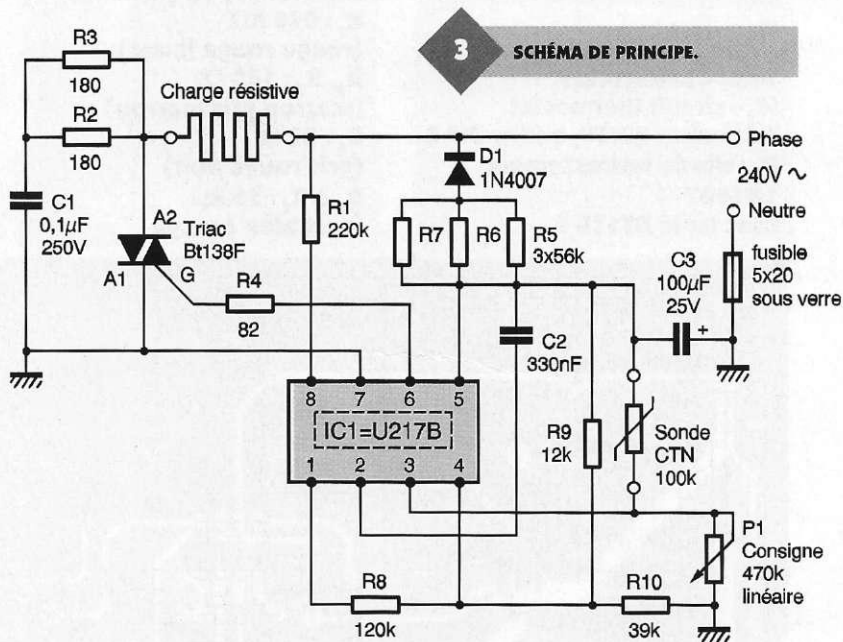 3 SCHÉMA DE PRINCIPE.
R3
180
R2
180
Charge résistive
C1
0,1µF
250V
A2
Triac
Bt138F
A1
G
R4
82
R1
220k
D1
1N4007
R7
R6
R5
3x56k
Phase
240V ~
Neutre
C3
100µF
25V
+
fusible
5x20
sous verre
C2
330nF
8 7 6 5
IC1=U217B
1 2 3 4
R9
12k
Sonde
CTN
100k
P1
Consigne
470k
linéaire
R8
120k
R10
39k